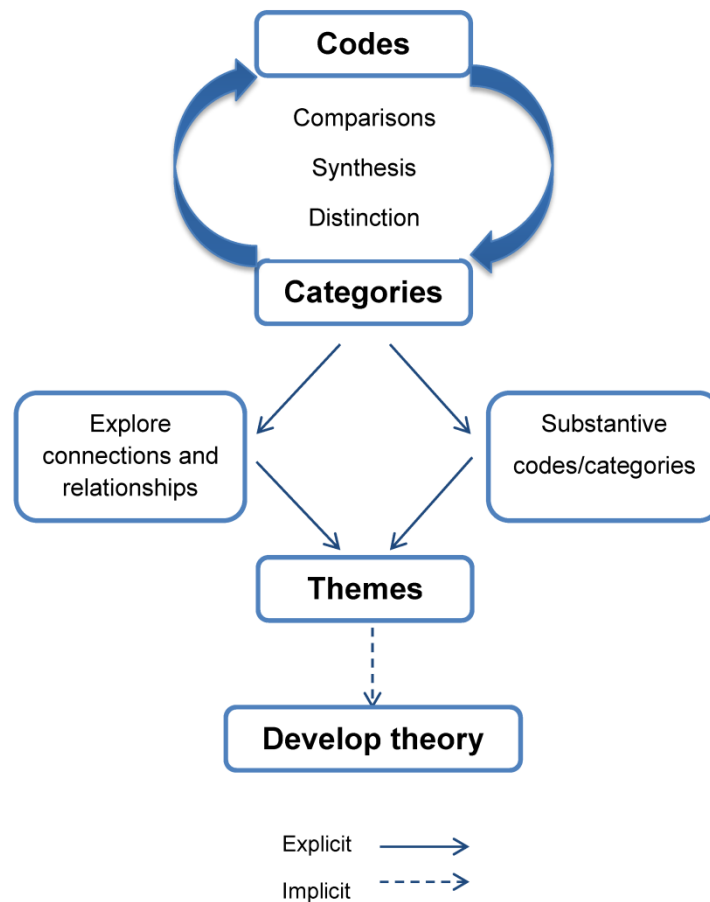 Codes
Comparisons
Synthesis
Distinction
Categories
Explore
connections and
relationships
Substantive
codes/categories
Themes
Develop theory
Explicit
Implicit